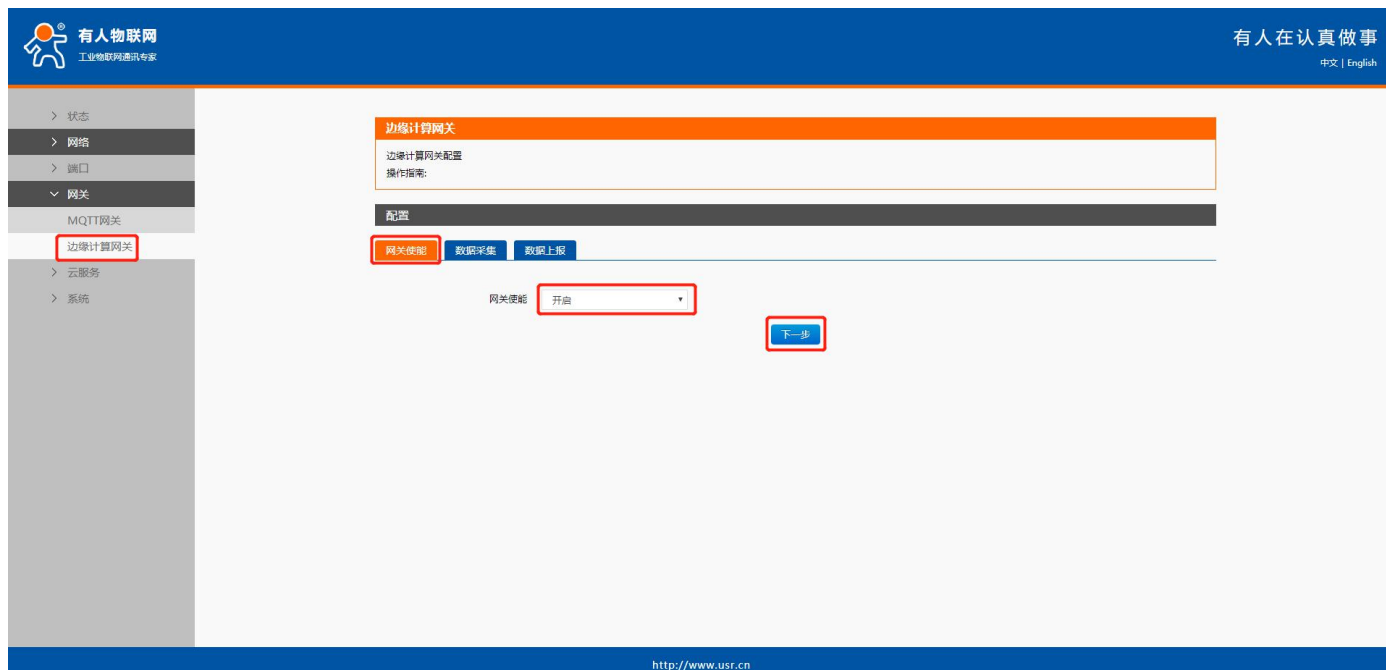 有人物联网
工业物联网通讯专家
有人在认真做事
中文 | English
状态
网络
端口
网关
MQTT网关
边缘计算网关
云服务
系统
边缘计算网关
边缘计算网关配置
操作指南:
配置
网关使能 数据采集 数据上报
网关使能 开启
下一步
http://www.usr.cn